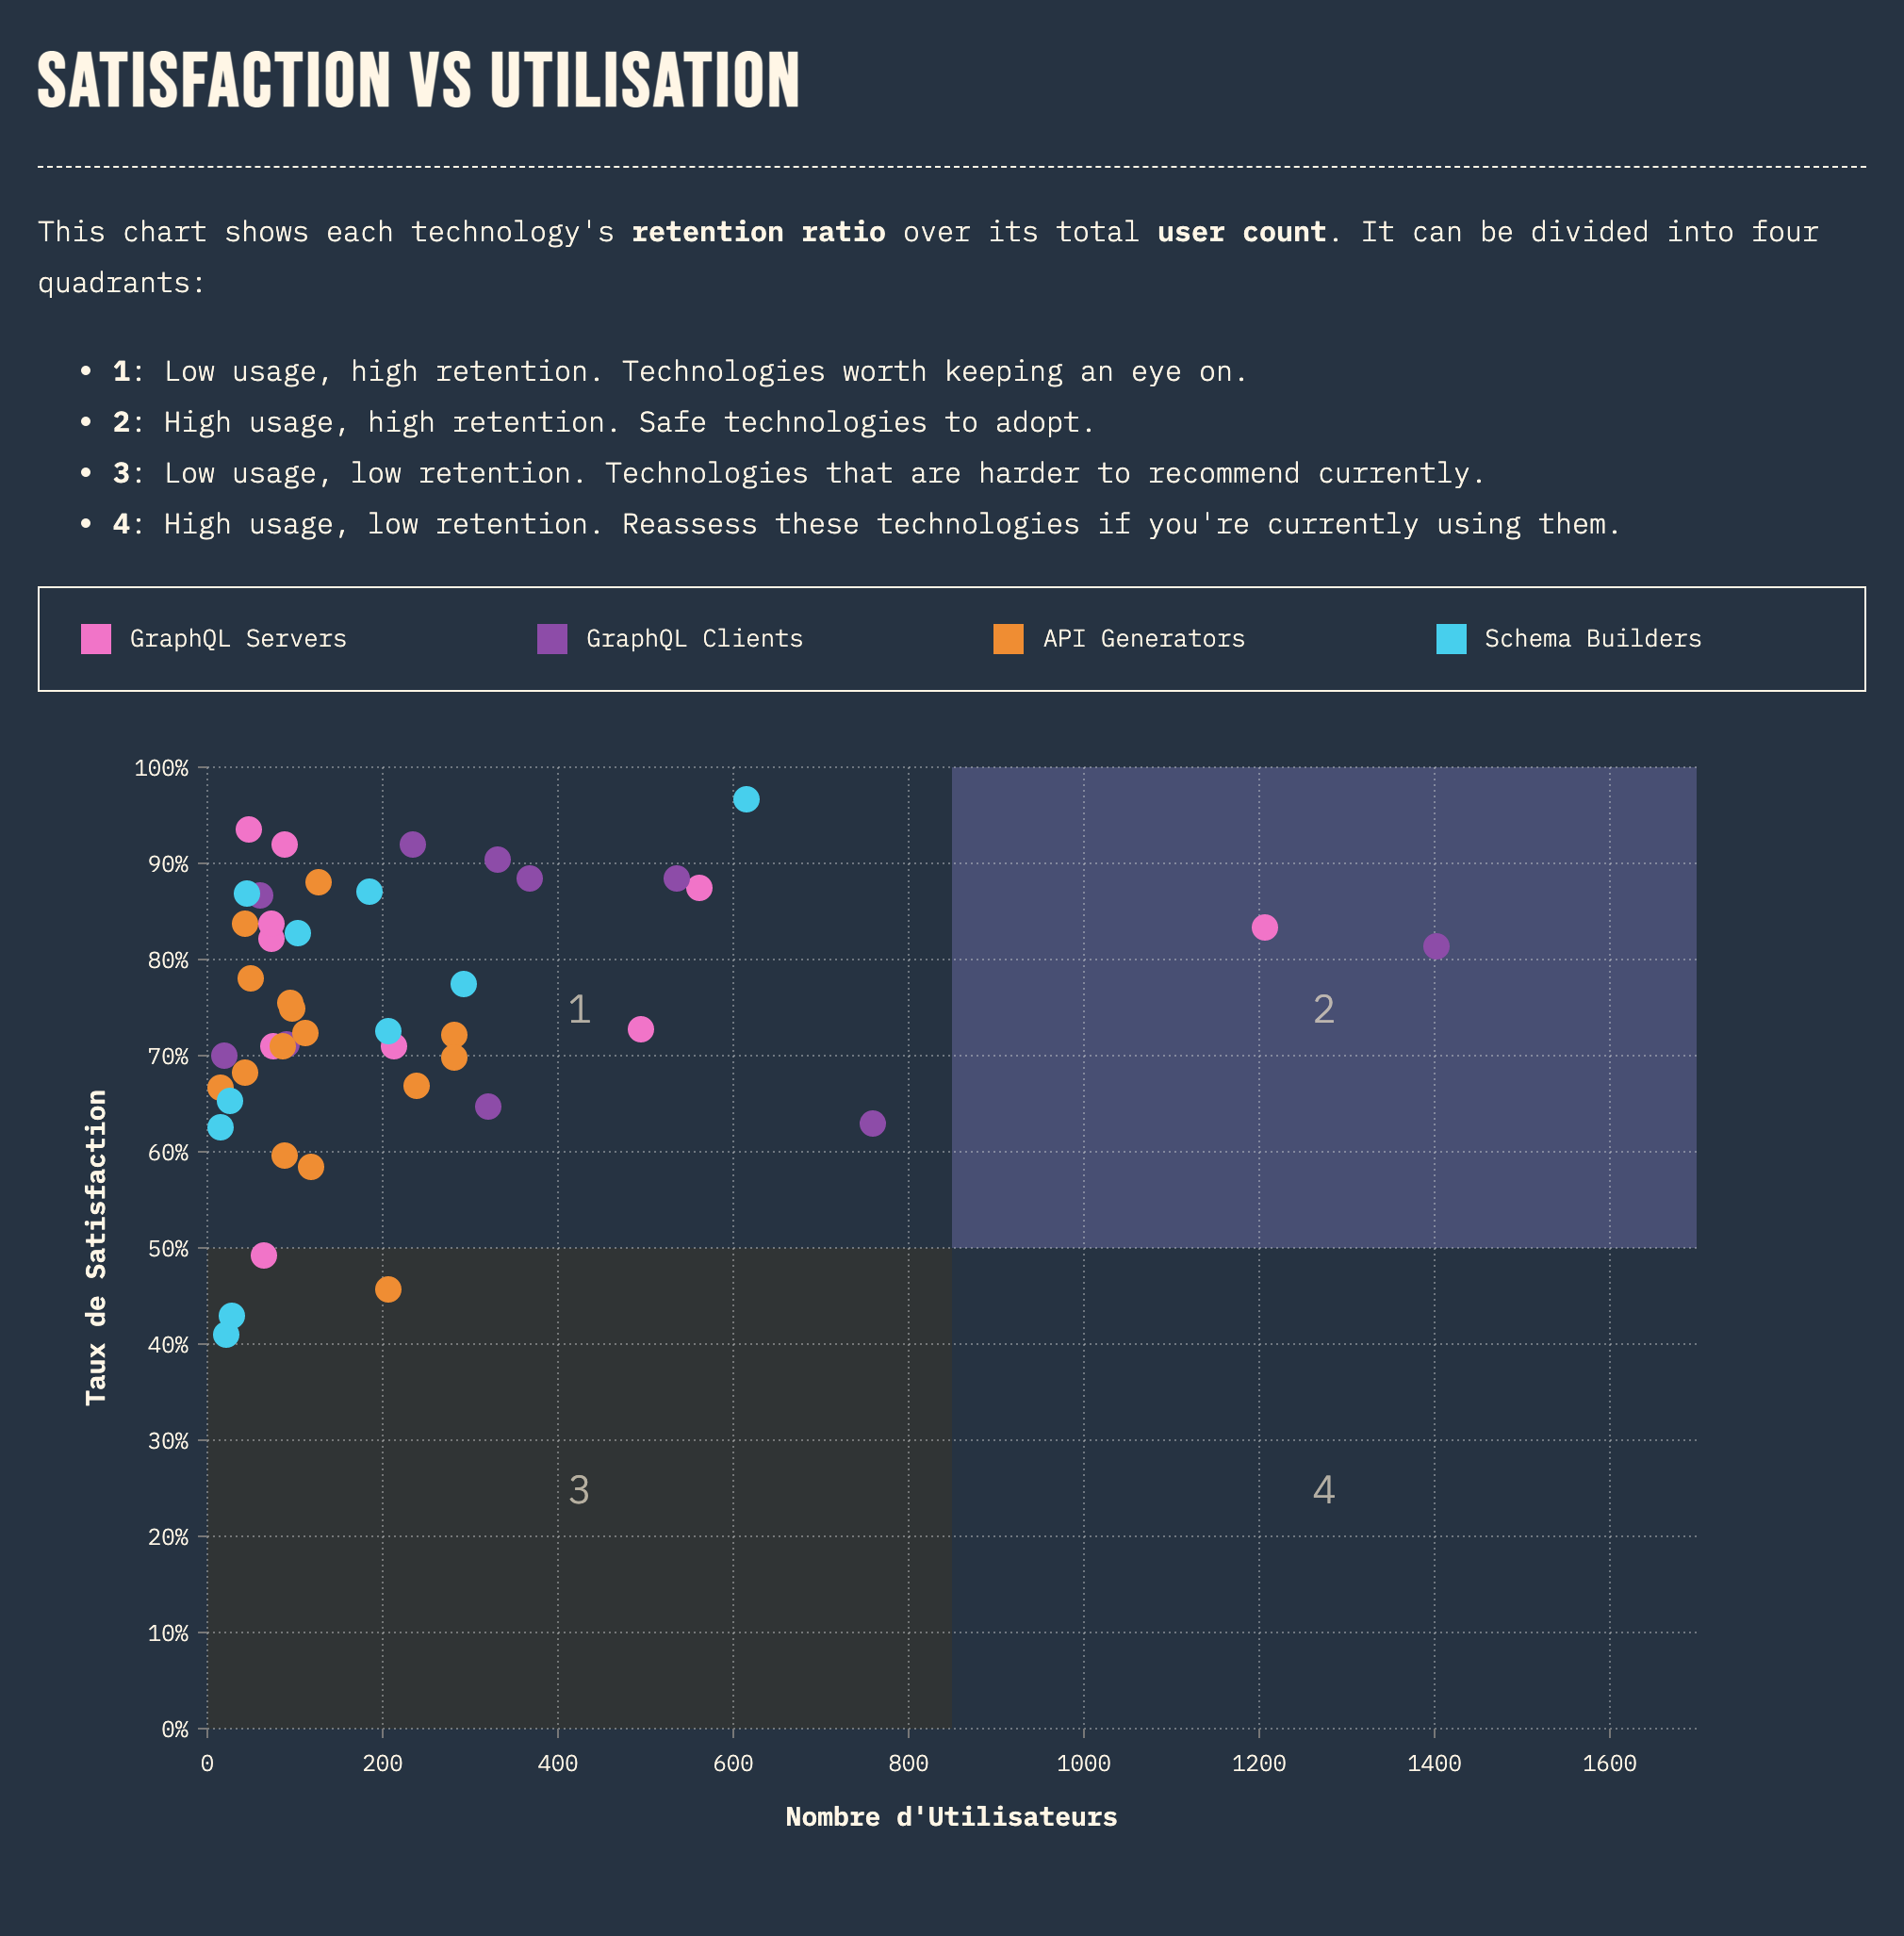 SATISFACTION VS UTILISATION
This chart shows each technology's retention ratio over its total user count. It can be divided into four
quadrants:
• 1: Low usage, high retention. Technologies worth keeping an eye on.
• 2: High usage, high retention. Safe technologies to adopt.
• 3: Low usage, low retention. Technologies that are harder to recommend currently.
• 4: High usage, low retention. Reassess these technologies if you're currently using them.
GraphQL Servers GraphQL Clients API Generators Schema Builders
100%
90%
80%
70%
60%
50%
40%
30%
20%
10%
0%
Taux de Satisfaction
1
2
3
4
0 200 400 600 800 1000 1200 1400 1600
Nombre d'Utilisateurs